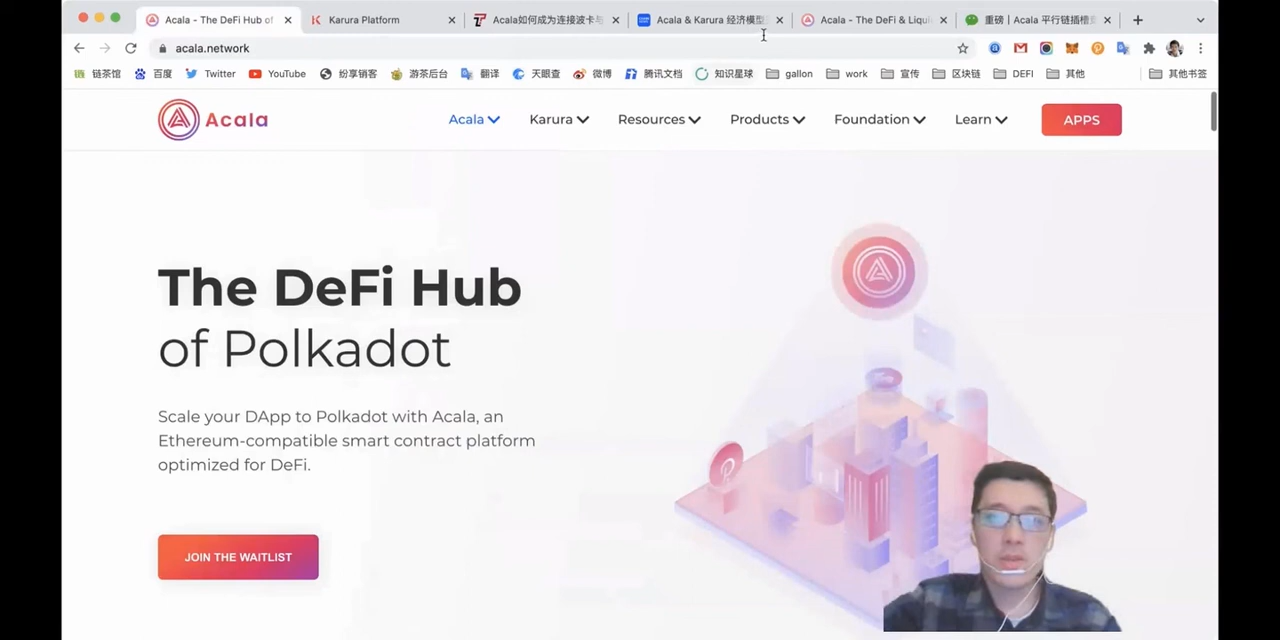 Acala - The DeFi Hub of
Karura Platform
Acala如何成为连接波卡与
Acala & Karura 经济模型
Acala - The DeFi & Liqui
重磅 | Acala 平行链插槽
acala.network
链茶馆
百度
Twitter
YouTube
纷享销客
游茶后台
翻译
天眼查
微博
腾讯文档
知识星球
gallon
work
宣传
区块链
DEFI
其他
其他书签
Acala
Acala
Karura
Resources
Products
Foundation
Learn
APPS
The DeFi Hub
of Polkadot
Scale your DApp to Polkadot with Acala, an
Ethereum-compatible smart contract platform
optimized for DeFi.
JOIN THE WAITLIST